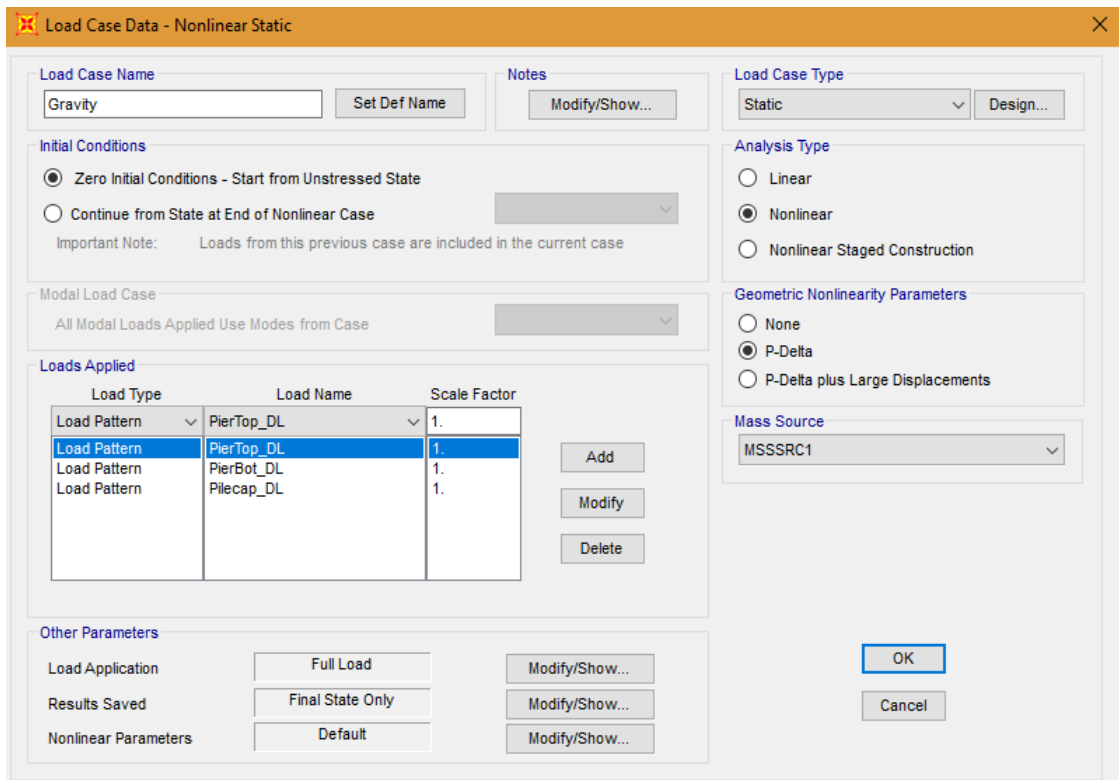 Load Case Data - Nonlinear Static
Load Case Name
Gravity
Set Def Name
Notes
Modify/Show...
Load Case Type
Static
Design...
Initial Conditions
Zero Initial Conditions - Start from Unstressed State
Continue from State at End of Nonlinear Case
Important Note: Loads from this previous case are included in the current case
Analysis Type
Linear
Nonlinear
Nonlinear Staged Construction
Modal Load Case
All Modal Loads Applied Use Modes from Case
Geometric Nonlinearity Parameters
None
P-Delta
P-Delta plus Large Displacements
Loads Applied
Load Type Load Name Scale Factor
Load Pattern PierTop_DL 1.
Load Pattern PierTop_DL 1.
Load Pattern PierBot_DL 1.
Load Pattern Pilecap_DL 1.
Add
Modify
Delete
Mass Source
MSSSRC1
Other Parameters
Load Application Full Load Modify/Show...
Results Saved Final State Only Modify/Show...
Nonlinear Parameters Default Modify/Show...
OK
Cancel